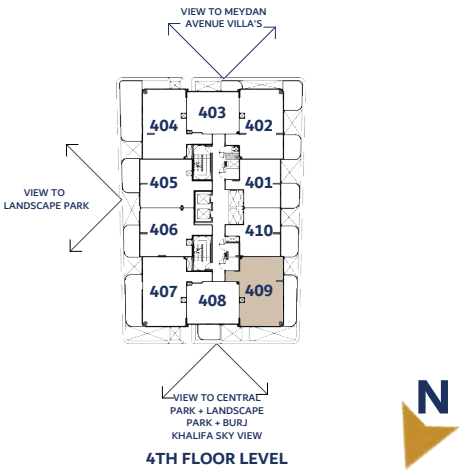 VIEW TO MEYDAN
AVENUE VILLA'S
403
404
402
405
401
VIEW TO
LANDSCAPE PARK
406
410
407
409
408
VIEW TO CENTRAL
PARK + LANDSCAPE
PARK + BURJ
KHALIFA SKY VIEW
4TH FLOOR LEVEL
N